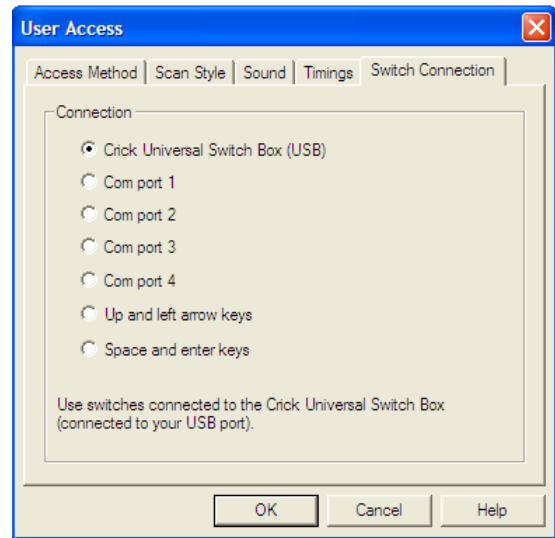 User Access
Access Method Scan Style Sound Timings Switch Connection
Connection
Crick Universal Switch Box (USB)
Com port 1
Com port 2
Com port 3
Com port 4
Up and left arrow keys
Space and enter keys
Use switches connected to the Crick Universal Switch Box
(connected to your USB port).
OK Cancel Help